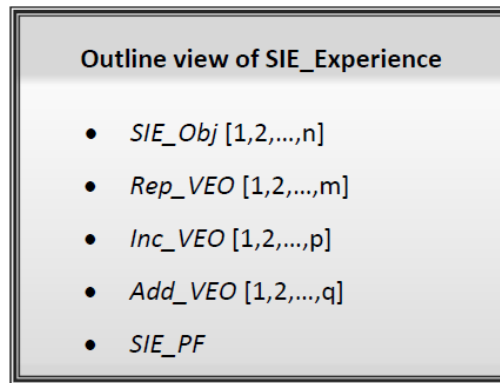 Outline view of SIE_Experience
• SIE_Obj [1,2,...,n]
• Rep_VEO [1,2,...,m]
• Inc_VEO [1,2,...,p]
• Add_VEO [1,2,...,q]
• SIE_PF